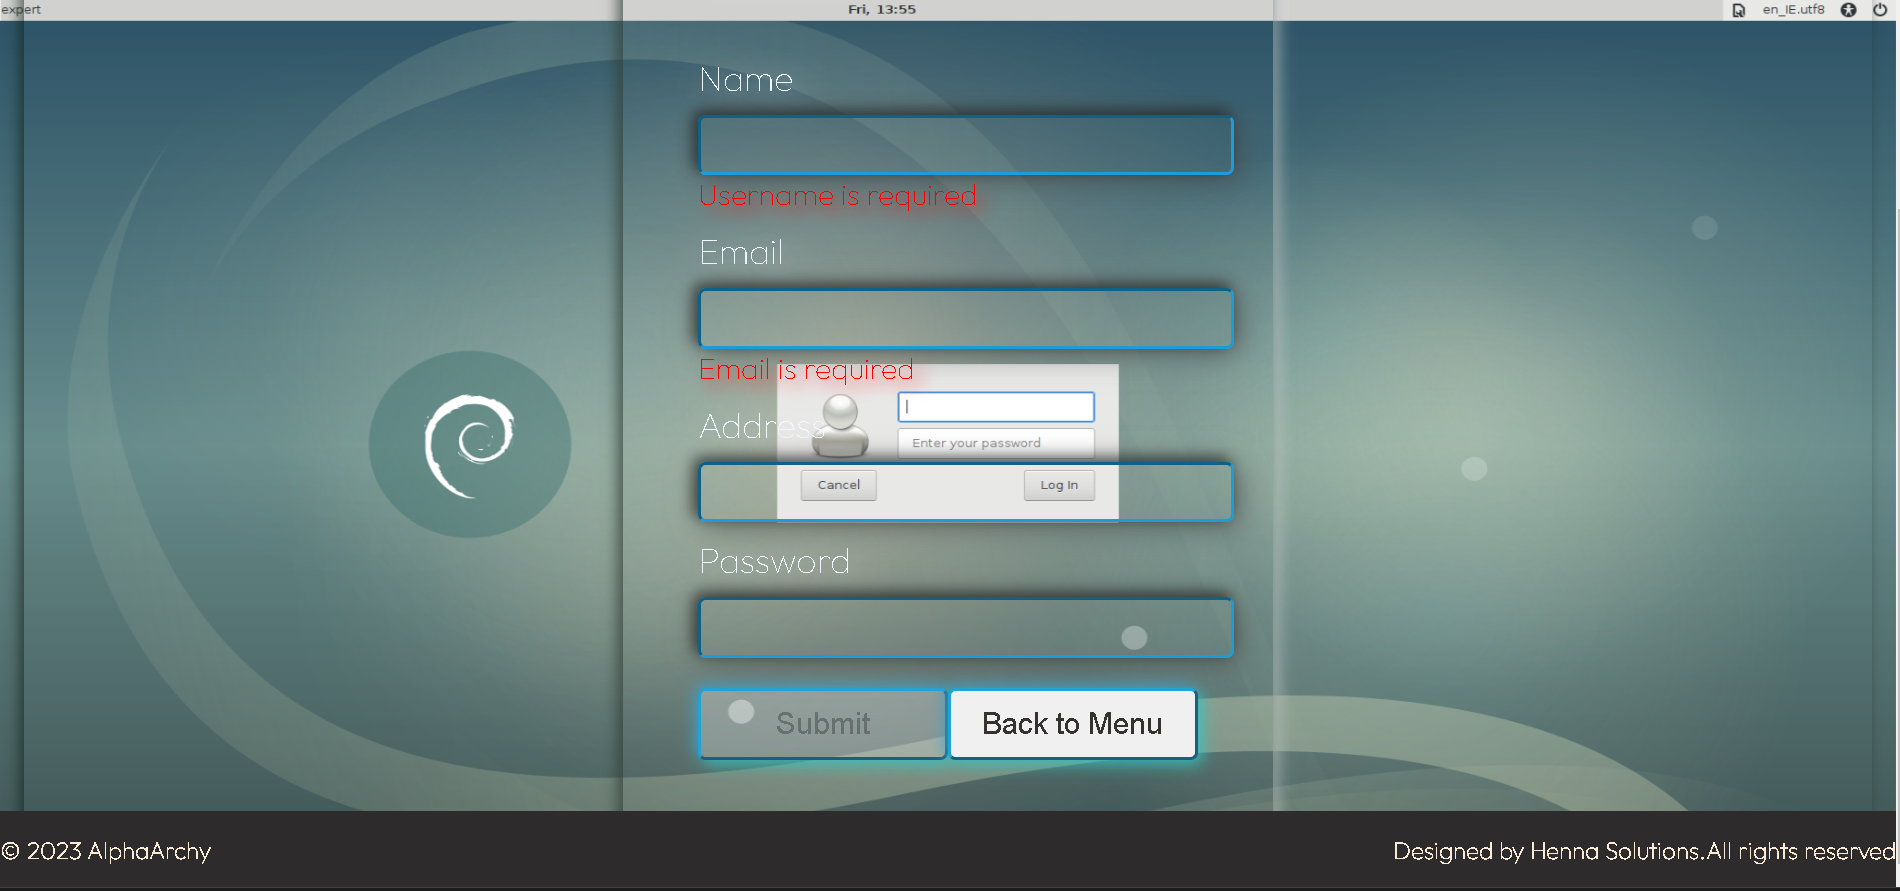 expert
Fri, 13:55
en_IE.utf8
Name
Username is required
Email
Email is required
Address
Enter your password
Cancel
Log In
Password
Submit
Back to Menu
© 2023 AlphaArchy
Designed by Henna Solutions.All rights reserved